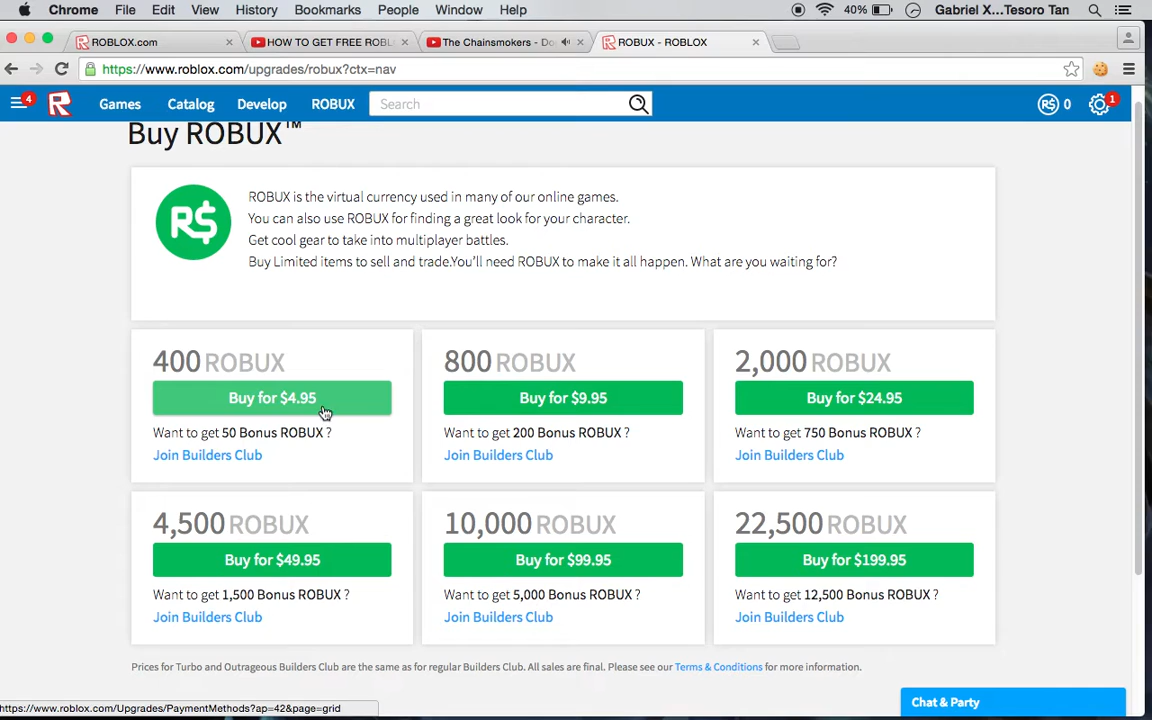 Chrome File Edit View History Bookmarks People Window Help 40% Gabriel X...Tesoro Tan
ROBLOX.com HOW TO GET FREE ROBL The Chainsmokers - Do ROBUX - ROBLOX
https://www.roblox.com/upgrades/robux?ctx=nav
4 R Games Catalog Develop ROBUX Search R$ 0 1
Buy ROBUX™
R$
ROBUX is the virtual currency used in many of our online games.
You can also use ROBUX for finding a great look for your character.
Get cool gear to take into multiplayer battles.
Buy Limited items to sell and trade.You'll need ROBUX to make it all happen. What are you waiting for?
400 ROBUX
Buy for $4.95
Want to get 50 Bonus ROBUX ?
Join Builders Club
800 ROBUX
Buy for $9.95
Want to get 200 Bonus ROBUX ?
Join Builders Club
2,000 ROBUX
Buy for $24.95
Want to get 750 Bonus ROBUX ?
Join Builders Club
4,500 ROBUX
Buy for $49.95
Want to get 1,500 Bonus ROBUX ?
Join Builders Club
10,000 ROBUX
Buy for $99.95
Want to get 5,000 Bonus ROBUX ?
Join Builders Club
22,500 ROBUX
Buy for $199.95
Want to get 12,500 Bonus ROBUX ?
Join Builders Club
Prices for Turbo and Outrageous Builders Club are the same as for regular Builders Club. All sales are final. Please see our Terms & Conditions for more information.
Chat & Party
https://www.roblox.com/Upgrades/PaymentMethods?ap=42&page=grid